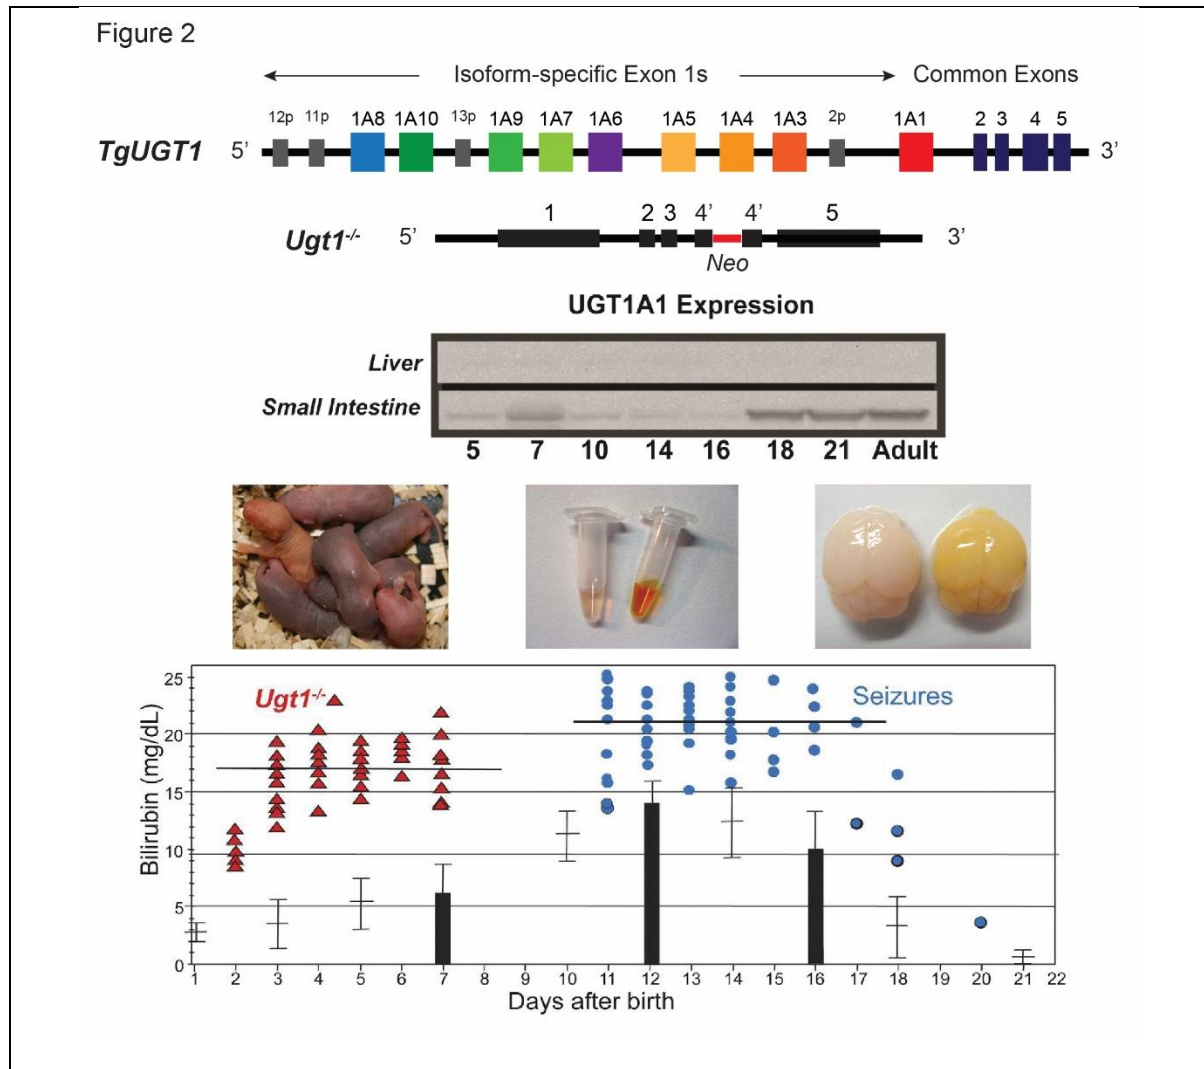 Figure 2
Isoform-specific Exon 1s Common Exons
12p 11p 1A8 1A10 13p 1A9 1A7 1A6 1A5 1A4 1A3 2p 1A1 2 3 4 5
TgUGT1 5’ 3’
1 2 3 4’ 4’ 5
Ugt1-/- 5’ 3’
Neo
UGT1A1 Expression
Liver
Small Intestine
5 7 10 14 16 18 21 Adult
25
Ugt1-/- Seizures
20
15
10
5
0
Bilirubin (mg/dL)
1 2 3 4 5 6 7 8 9 10 11 12 13 14 15 16 17 18 19 20 21 22
Days after birth